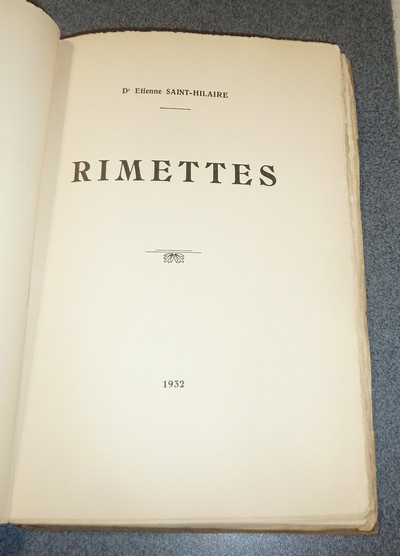 Dr Etienne SAINT-HILAIRE
RIMETTES
1932